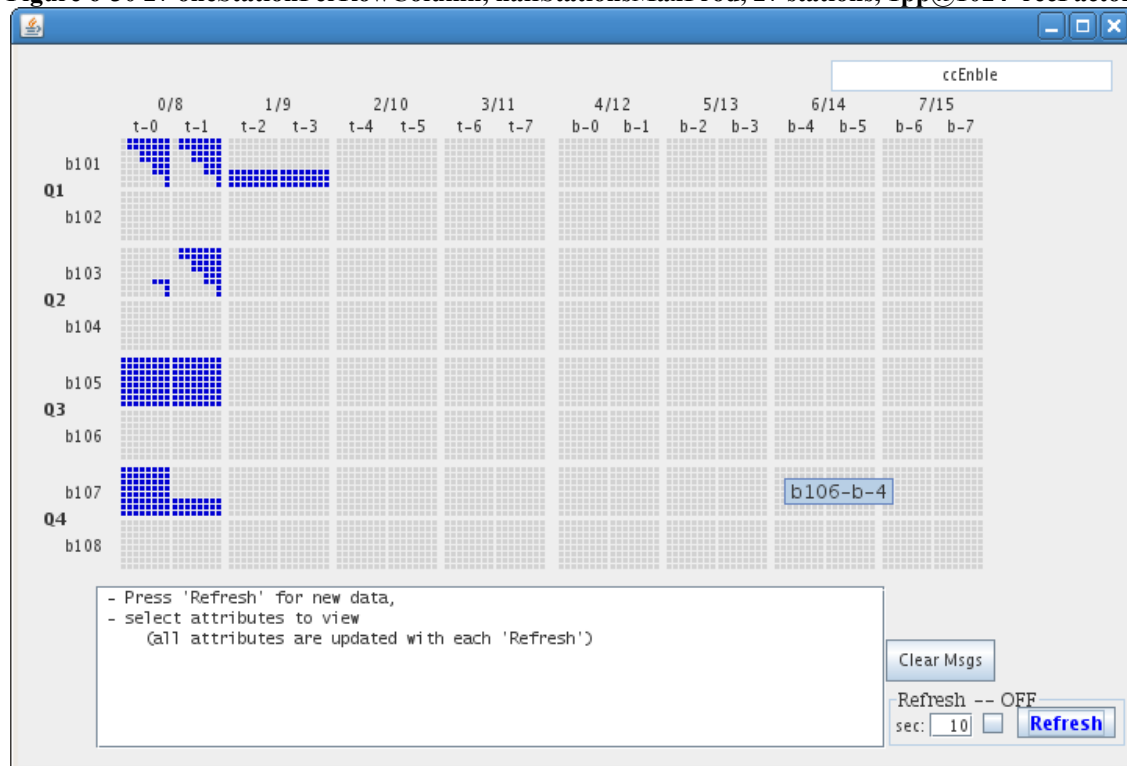 ccEnble
0/8 1/9 2/10 3/11 4/12 5/13 6/14 7/15
t-0 t-1 t-2 t-3 t-4 t-5 t-6 t-7 b-0 b-1 b-2 b-3 b-4 b-5 b-6 b-7
b101
Q1
b102
b103
Q2
b104
b105
Q3
b106
b107
b106-b-4
Q4
b108
- Press 'Refresh' for new data,
- select attributes to view
(all attributes are updated with each 'Refresh')
Clear Msgs
Refresh -- OFF
sec: 10 Refresh